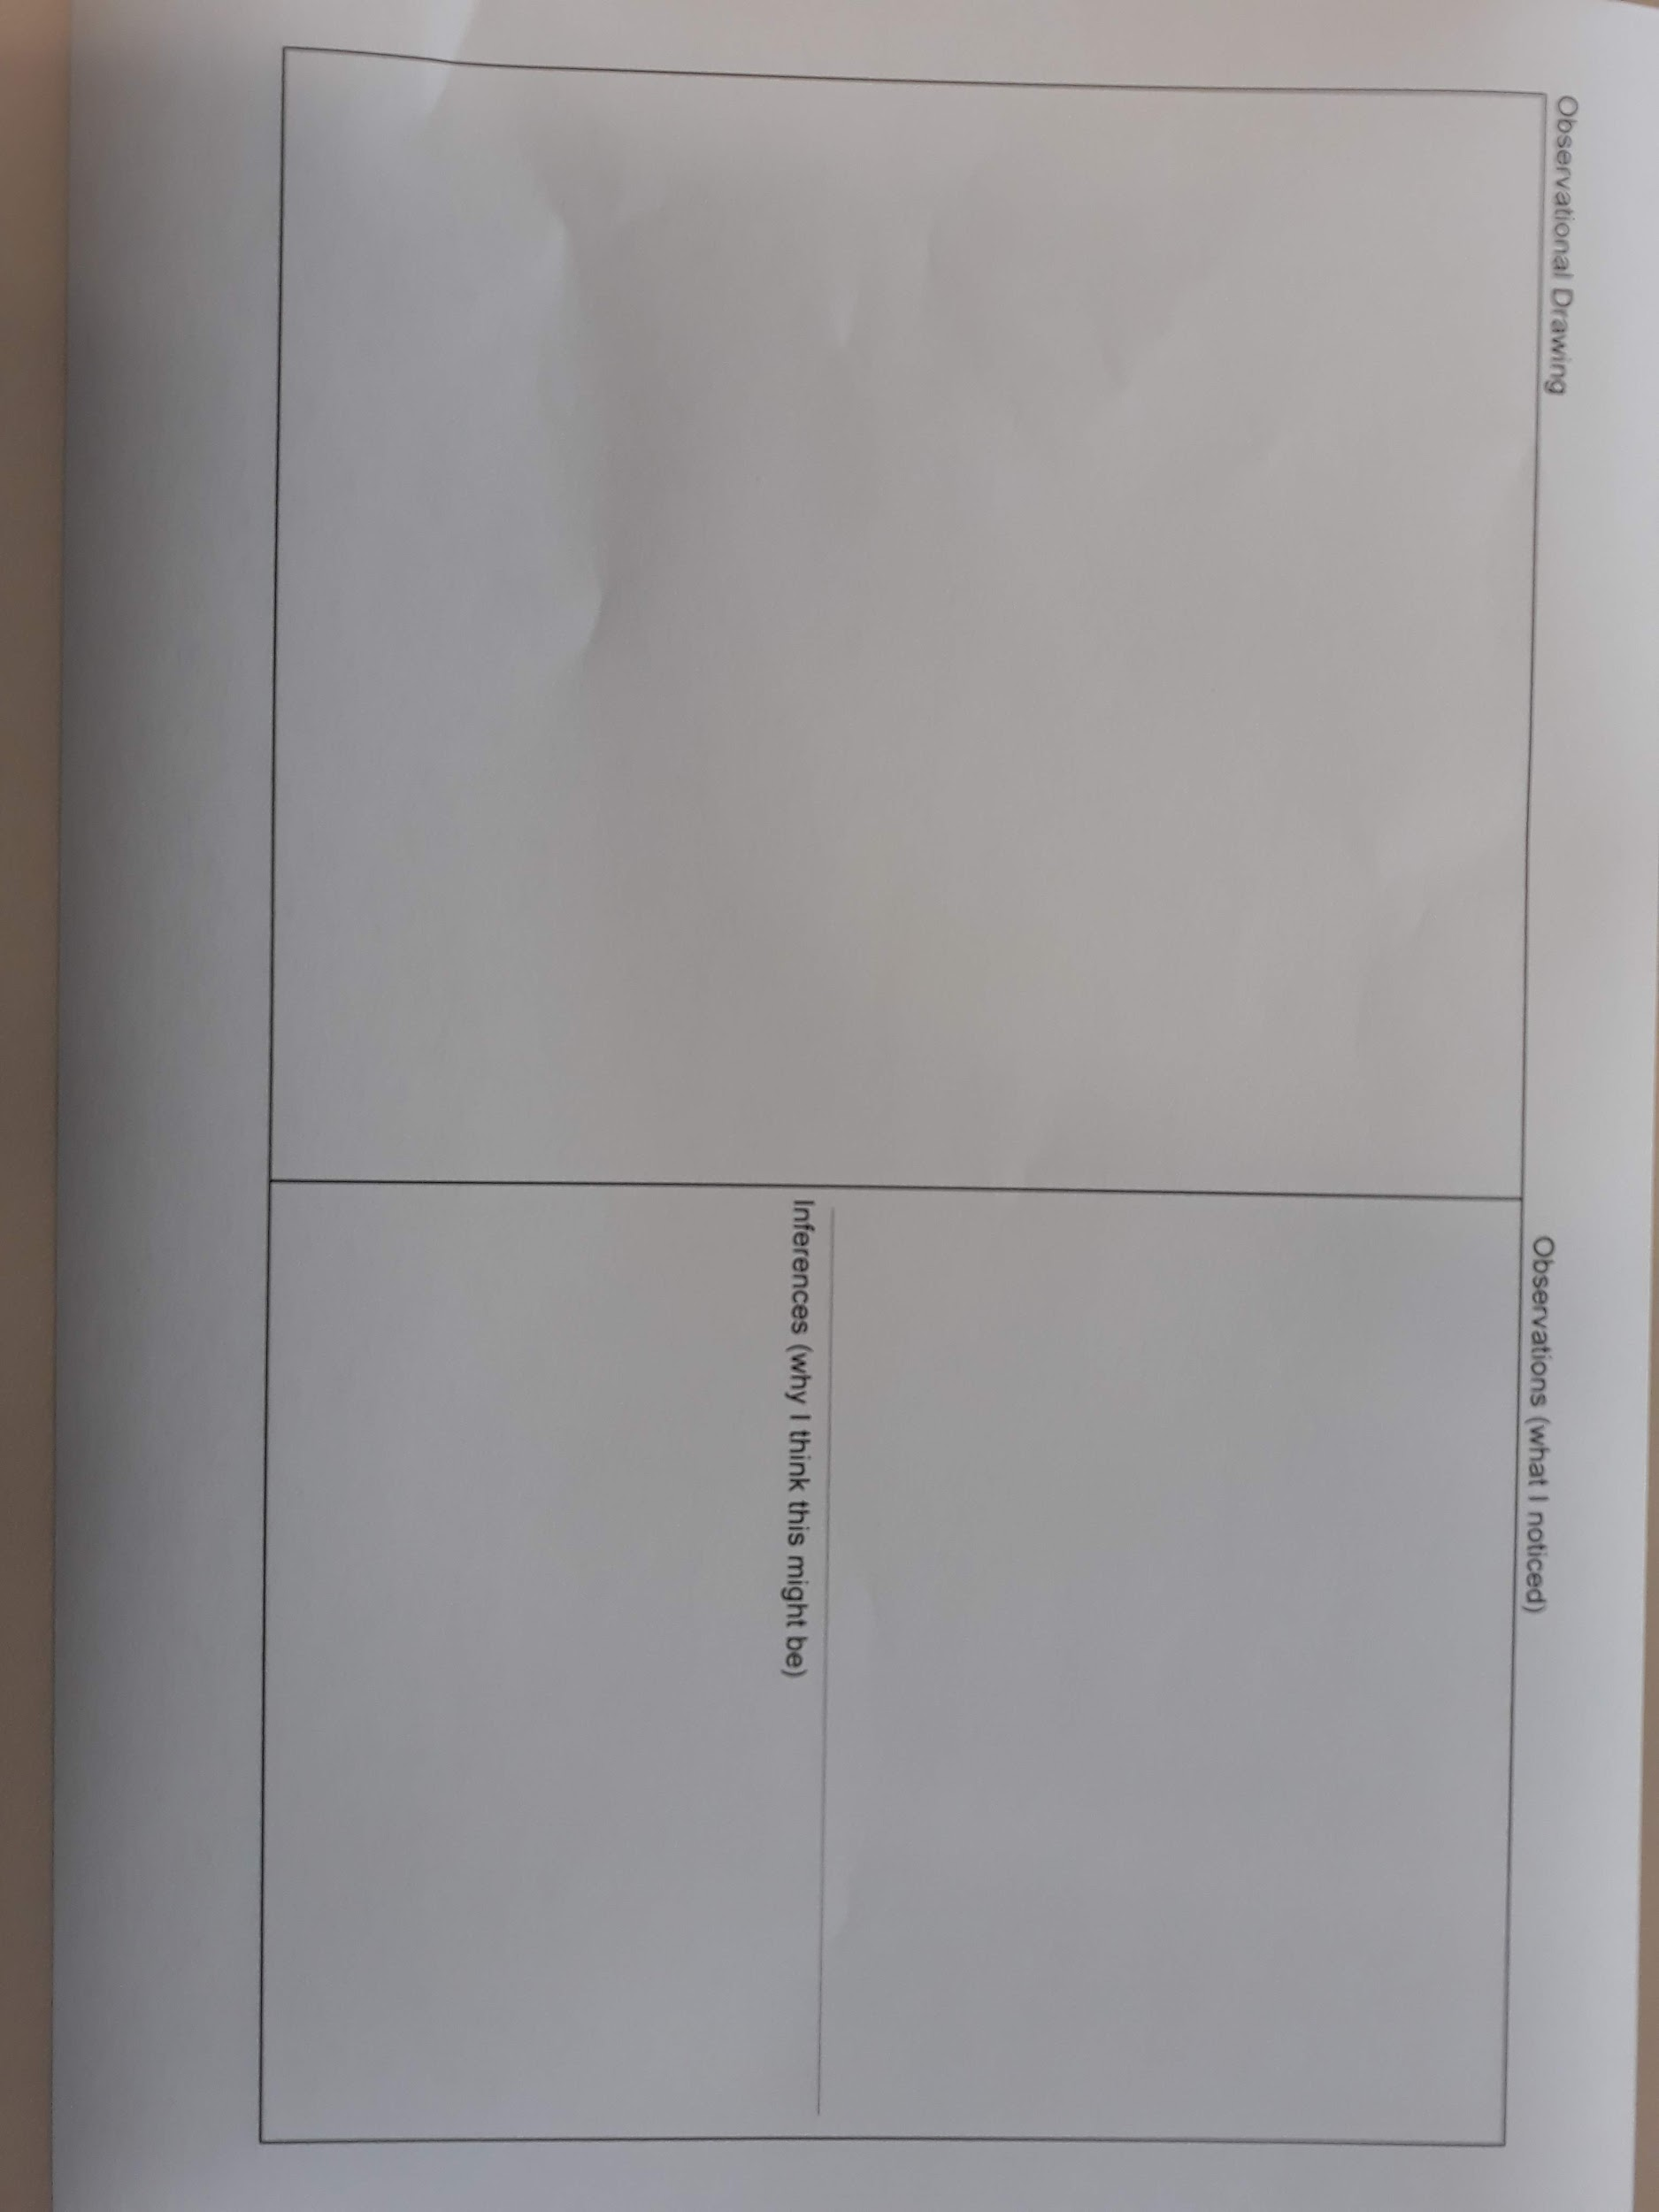 Observational Drawing
Observations (what I noticed)
Inferences (why I think this might be)